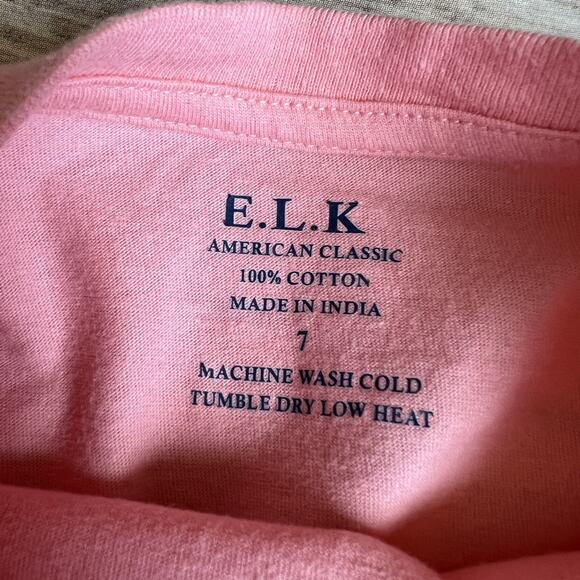 E.L.K
AMERICAN CLASSIC
100% COTTON
MADE IN INDIA
7
MACHINE WASH COLD
TUMBLE DRY LOW HEAT